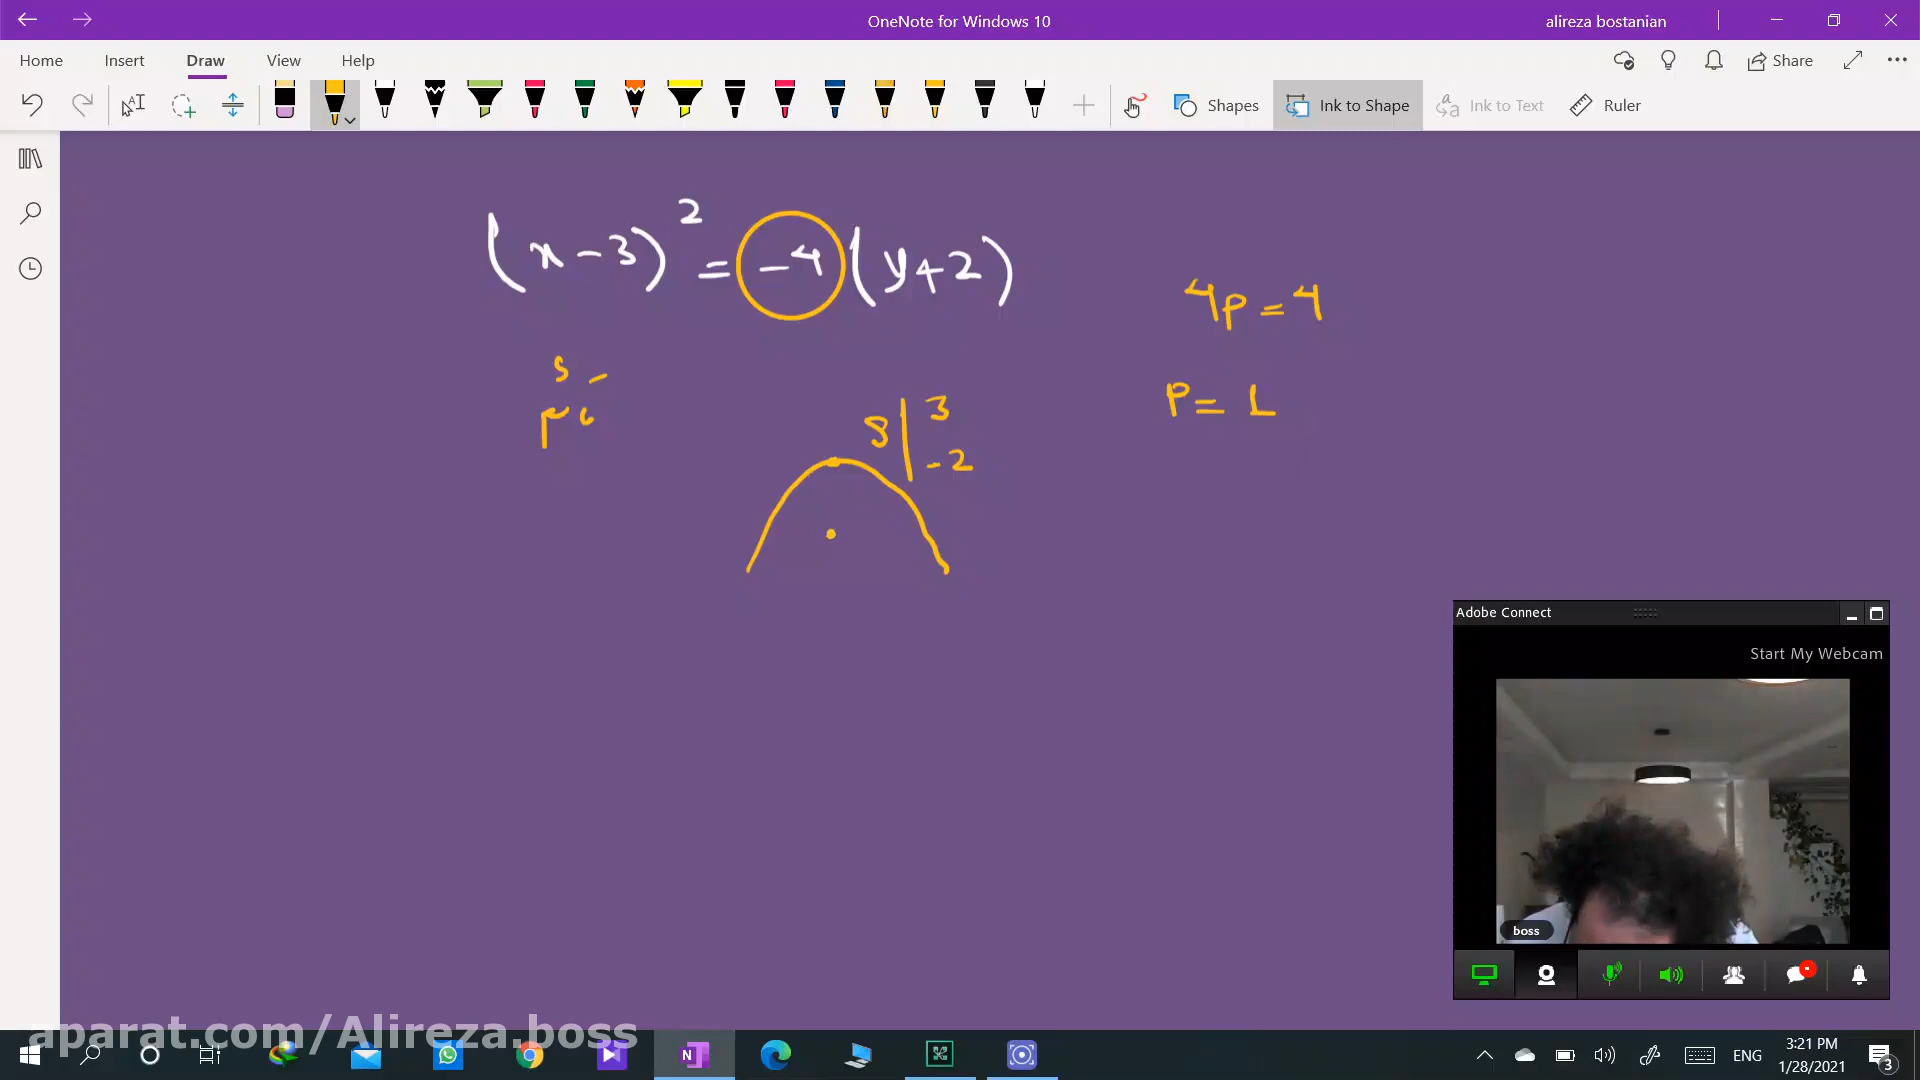 OneNote for Windows 10
alireza bostanian
Home Insert Draw View Help
Share
Shapes Ink to Shape Ink to Text Ruler
(x-3)² = -4 (y+2)
4p = 4
P = 1
S | 3
-2
Adobe Connect
Start My Webcam
boss
aparat.com/Alireza.boss
ENG
3:21 PM
1/28/2021
3